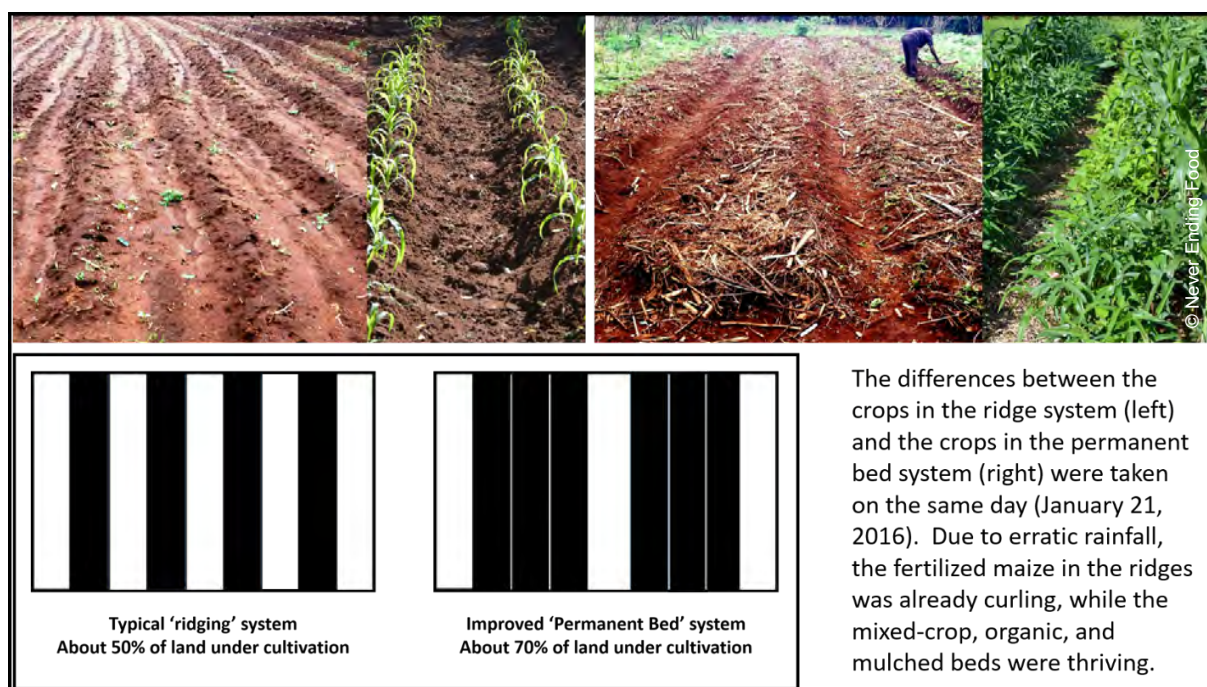 © Never Ending Food
Typical ‘ridging’ system
About 50% of land under cultivation
Improved ‘Permanent Bed’ system
About 70% of land under cultivation
The differences between the
crops in the ridge system (left)
and the crops in the permanent
bed system (right) were taken
on the same day (January 21,
2016).  Due to erratic rainfall,
the fertilized maize in the ridges
was already curling, while the
mixed-crop, organic, and
mulched beds were thriving.